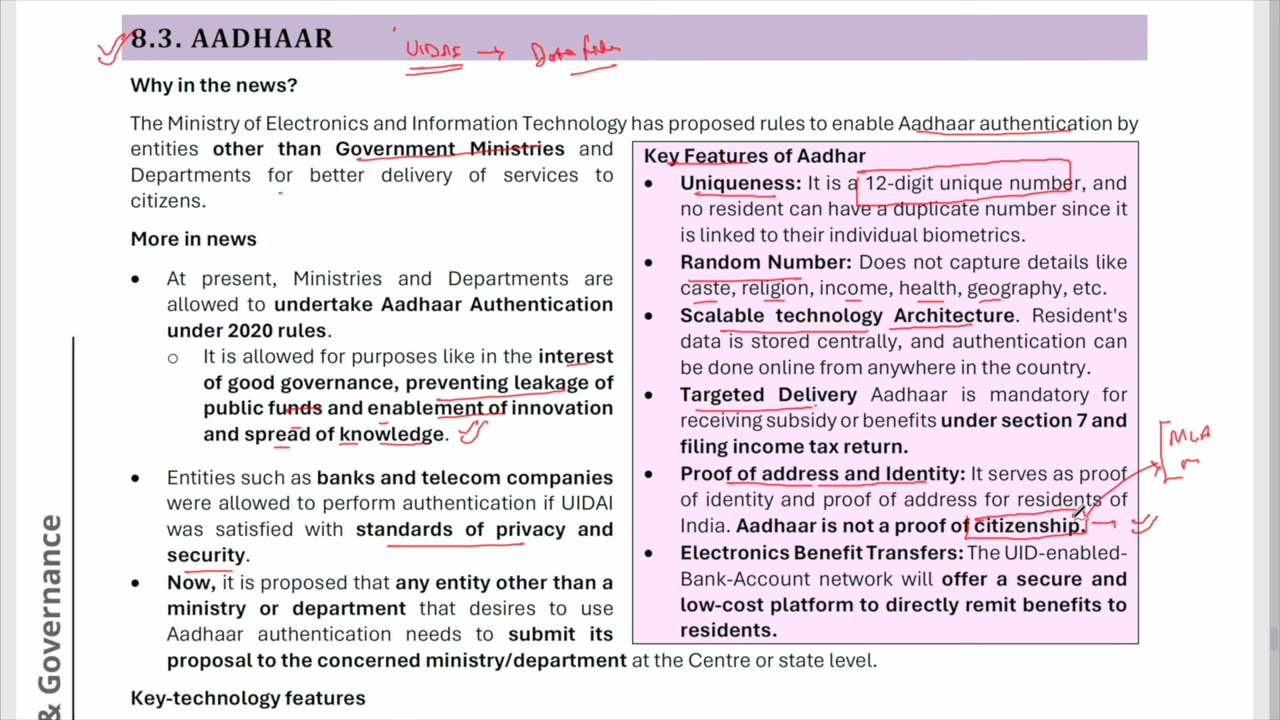 8.3. AADHAAR
UIDAI →
Why in the news?
The Ministry of Electronics and Information Technology has proposed rules to enable Aadhaar authentication by
entities other than Government Ministries and
Departments for better delivery of services to
citizens.
More in news
• At present, Ministries and Departments are
allowed to undertake Aadhaar Authentication
under 2020 rules.
o It is allowed for purposes like in the interest
of good governance, preventing leakage of
public funds and enablement of innovation
and spread of knowledge.
• Entities such as banks and telecom companies
were allowed to perform authentication if UIDAI
was satisfied with standards of privacy and
security.
• Now, it is proposed that any entity other than a
ministry or department that desires to use
Aadhaar authentication needs to submit its
proposal to the concerned ministry/department at the Centre or state level.
Key Features of Aadhar
• Uniqueness: It is a 12-digit unique number, and
no resident can have a duplicate number since it
is linked to their individual biometrics.
• Random Number: Does not capture details like
caste, religion, income, health, geography, etc.
• Scalable technology Architecture. Resident's
data is stored centrally, and authentication can
be done online from anywhere in the country.
• Targeted Delivery Aadhaar is mandatory for
receiving subsidy or benefits under section 7 and
filing income tax return.
• Proof of address and Identity: It serves as proof
of identity and proof of address for residents of
India. Aadhaar is not a proof of citizenship.
• Electronics Benefit Transfers: The UID-enabled-
Bank-Account network will offer a secure and
low-cost platform to directly remit benefits to
residents.
MLA
Key-technology features
& Governance